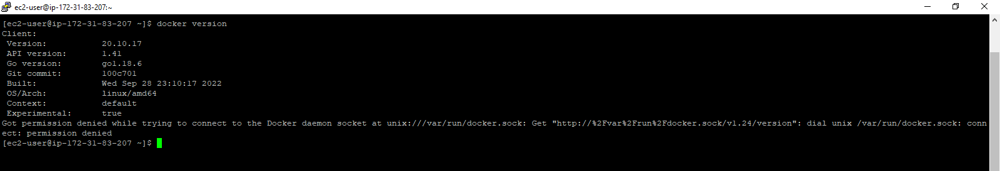 ec2-user@ip-172-31-83-207:~
[ec2-user@ip-172-31-83-207 ~]$ docker version
Client:
 Version:           20.10.17
 API version:       1.41
 Go version:        go1.18.6
 Git commit:        100c701
 Built:             Wed Sep 28 23:10:17 2022
 OS/Arch:           linux/amd64
 Context:           default
 Experimental:      true
Got permission denied while trying to connect to the Docker daemon socket at unix:///var/run/docker.sock: Get "http://%2Fvar%2Frun%2Fdocker.sock/v1.24/version": dial unix /var/run/docker.sock: conn
ect: permission denied
[ec2-user@ip-172-31-83-207 ~]$